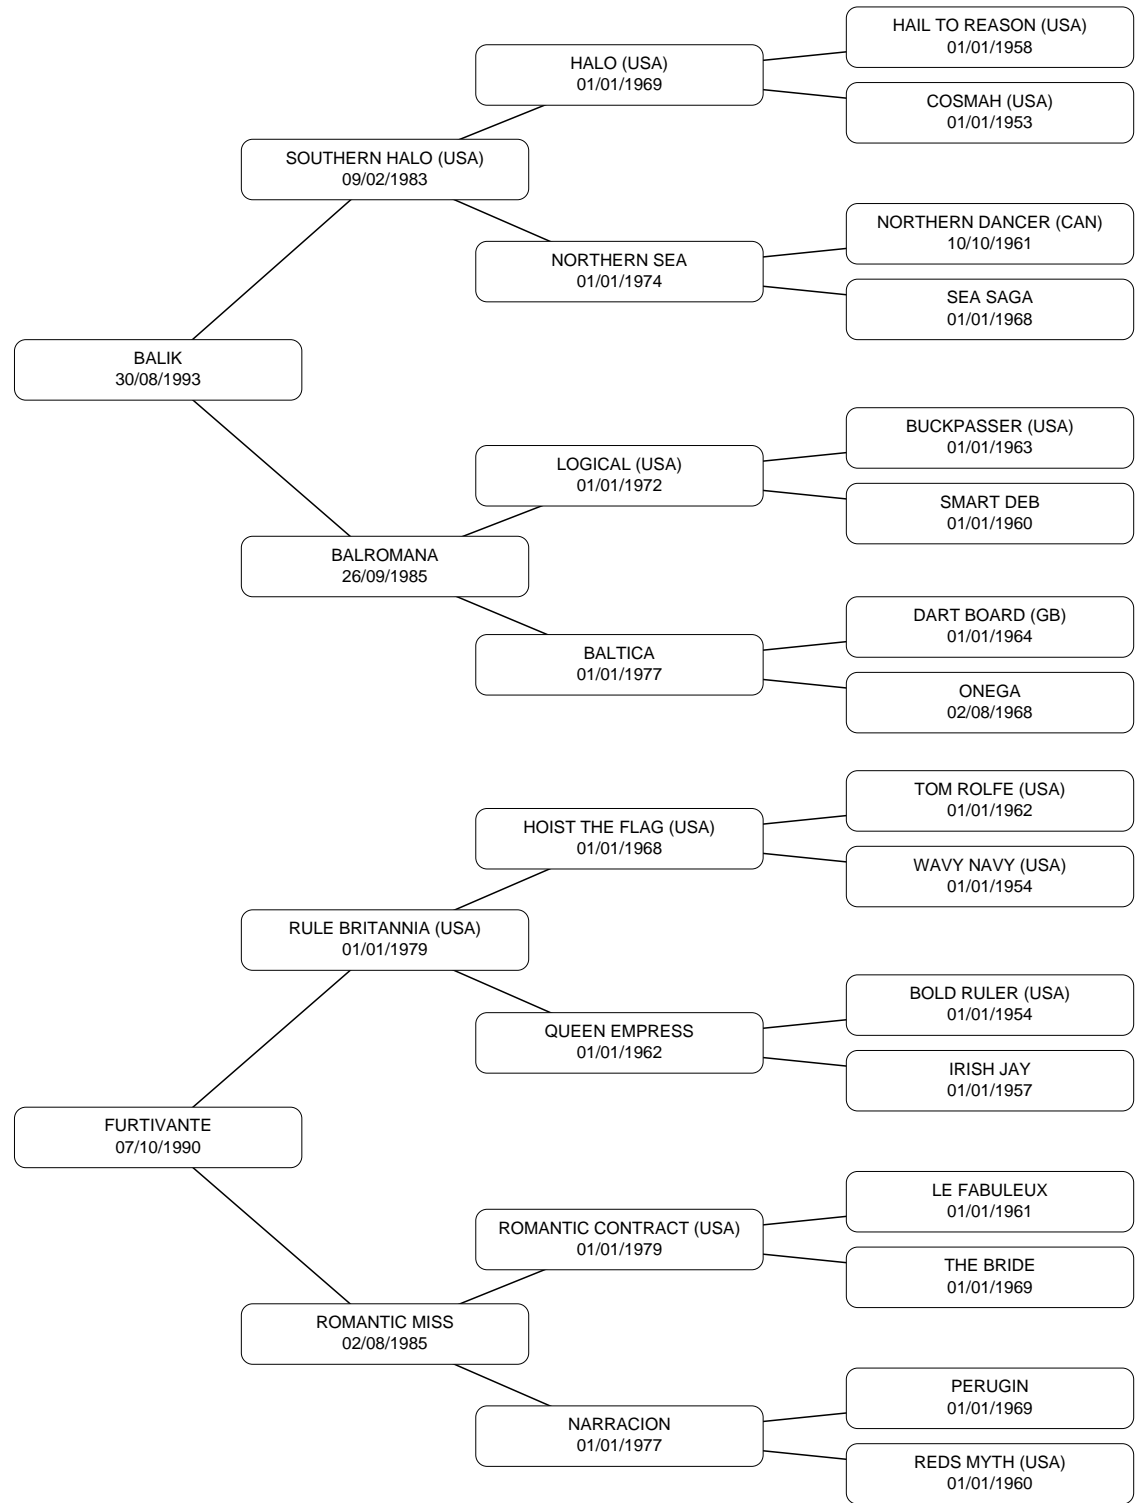 HAIL TO REASON (USA)
01/01/1958
HALO (USA)
01/01/1969
COSMAH (USA)
01/01/1953
SOUTHERN HALO (USA)
09/02/1983
NORTHERN DANCER (CAN)
10/10/1961
NORTHERN SEA
01/01/1974
SEA SAGA
01/01/1968
BALIK
30/08/1993
BUCKPASSER (USA)
01/01/1963
LOGICAL (USA)
01/01/1972
SMART DEB
01/01/1960
BALROMANA
26/09/1985
DART BOARD (GB)
01/01/1964
BALTICA
01/01/1977
ONEGA
02/08/1968
TOM ROLFE (USA)
01/01/1962
HOIST THE FLAG (USA)
01/01/1968
WAVY NAVY (USA)
01/01/1954
RULE BRITANNIA (USA)
01/01/1979
BOLD RULER (USA)
01/01/1954
QUEEN EMPRESS
01/01/1962
IRISH JAY
01/01/1957
FURTIVANTE
07/10/1990
LE FABULEUX
01/01/1961
ROMANTIC CONTRACT (USA)
01/01/1979
THE BRIDE
01/01/1969
ROMANTIC MISS
02/08/1985
PERUGIN
01/01/1969
NARRACION
01/01/1977
REDS MYTH (USA)
01/01/1960